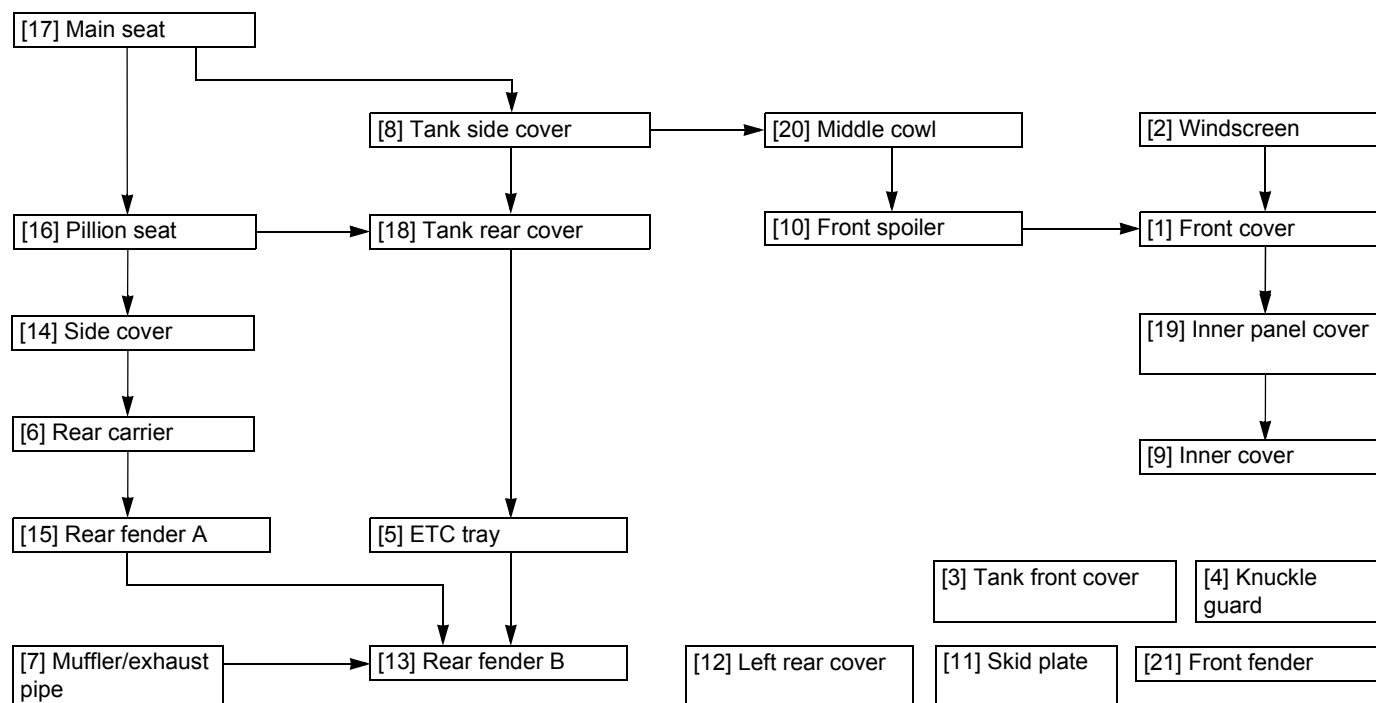 [17] Main seat
[8] Tank side cover
[20] Middle cowl
[2] Windscreen
[16] Pillion seat
[18] Tank rear cover
[10] Front spoiler
[1] Front cover
[14] Side cover
[19] Inner panel cover
[6] Rear carrier
[9] Inner cover
[15] Rear fender A
[5] ETC tray
[3] Tank front cover
[4] Knuckle
guard
[7] Muffler/exhaust
pipe
[13] Rear fender B
[12] Left rear cover
[11] Skid plate
[21] Front fender